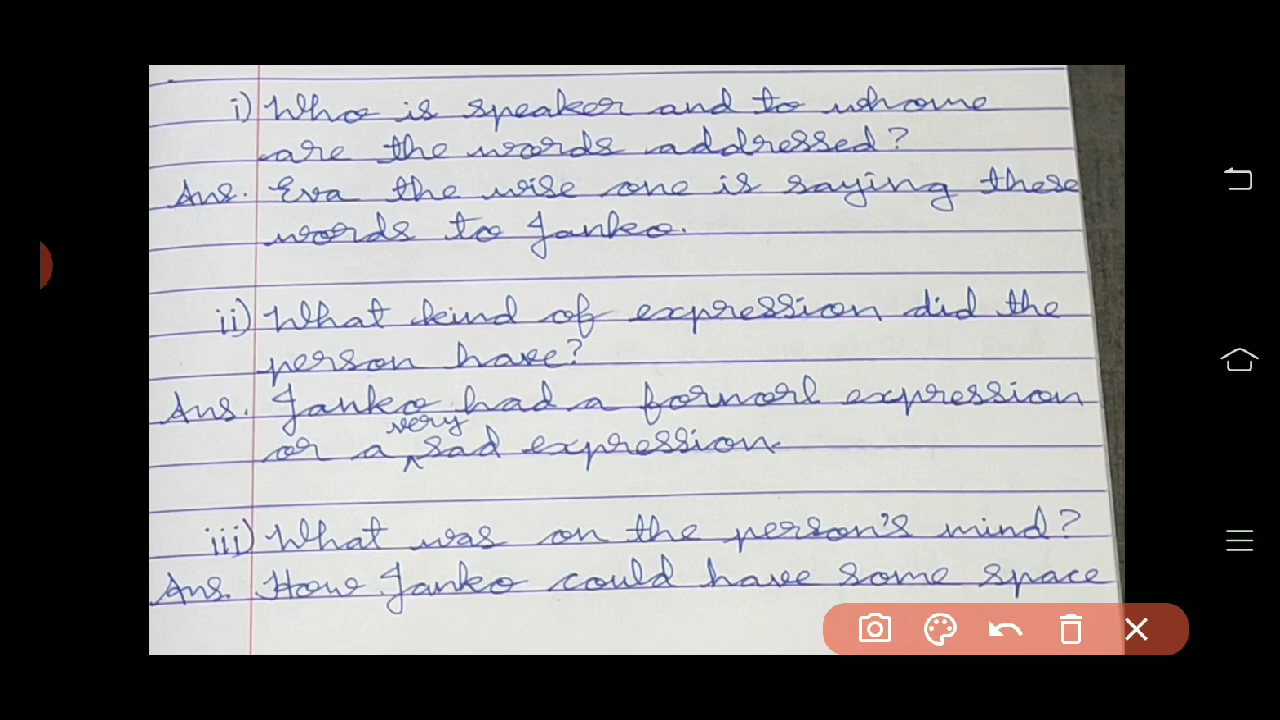 i) Who is speaker and to whome
are the words addressed?
Ans. Eva the wise one is saying these
words to Janko.
ii) What kind of expression did the
person have?
Ans. Janko had a fornorl expression
or a very sad expression.
iii) What was on the person's mind?
Ans. How Janko could have some space